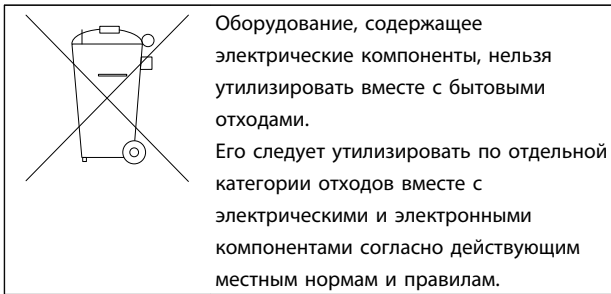 Оборудование, содержащее
электрические компоненты, нельзя
утилизировать вместе с бытовыми
отходами.
Его следует утилизировать по отдельной
категории отходов вместе с
электрическими и электронными
компонентами согласно действующим
местным нормам и правилам.